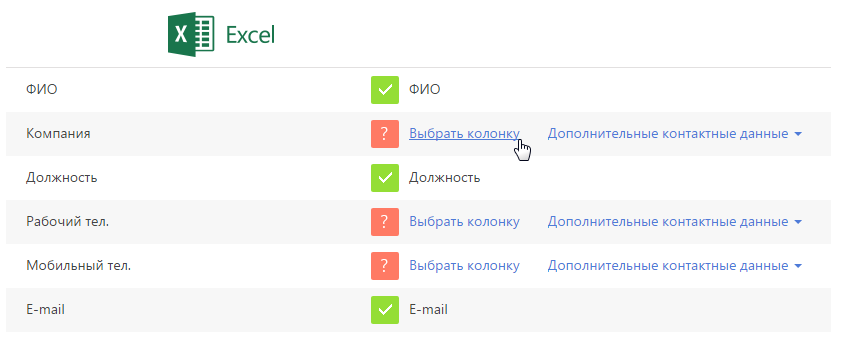 Excel
ФИО ФИО
Компания ? Выбрать колонку Дополнительные контактные данные
Должность Должность
Рабочий тел. ? Выбрать колонку Дополнительные контактные данные
Мобильный тел. ? Выбрать колонку Дополнительные контактные данные
E-mail E-mail